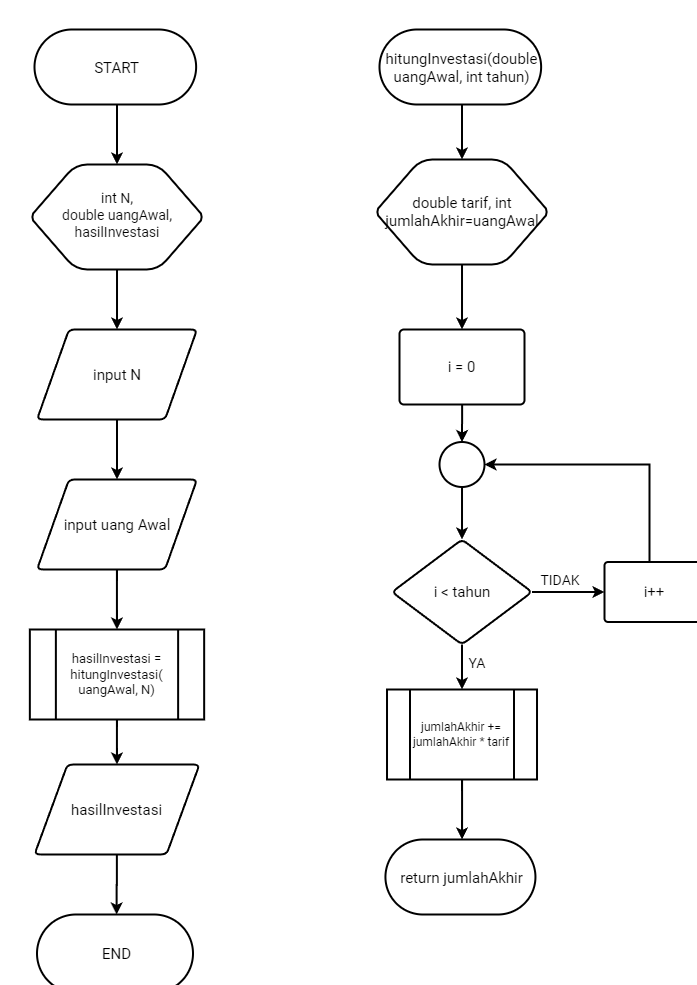 START
int N,
double uangAwal,
hasilInvestasi
input N
input uang Awal
hasilInvestasi =
hitungInvestasi(
uangAwal, N)
hasilInvestasi
END
hitungInvestasi(double
uangAwal, int tahun)
double tarif, int
jumlahAkhir=uangAwal
i = 0
i < tahun
TIDAK
i++
YA
jumlahAkhir +=
jumlahAkhir * tarif
return jumlahAkhir